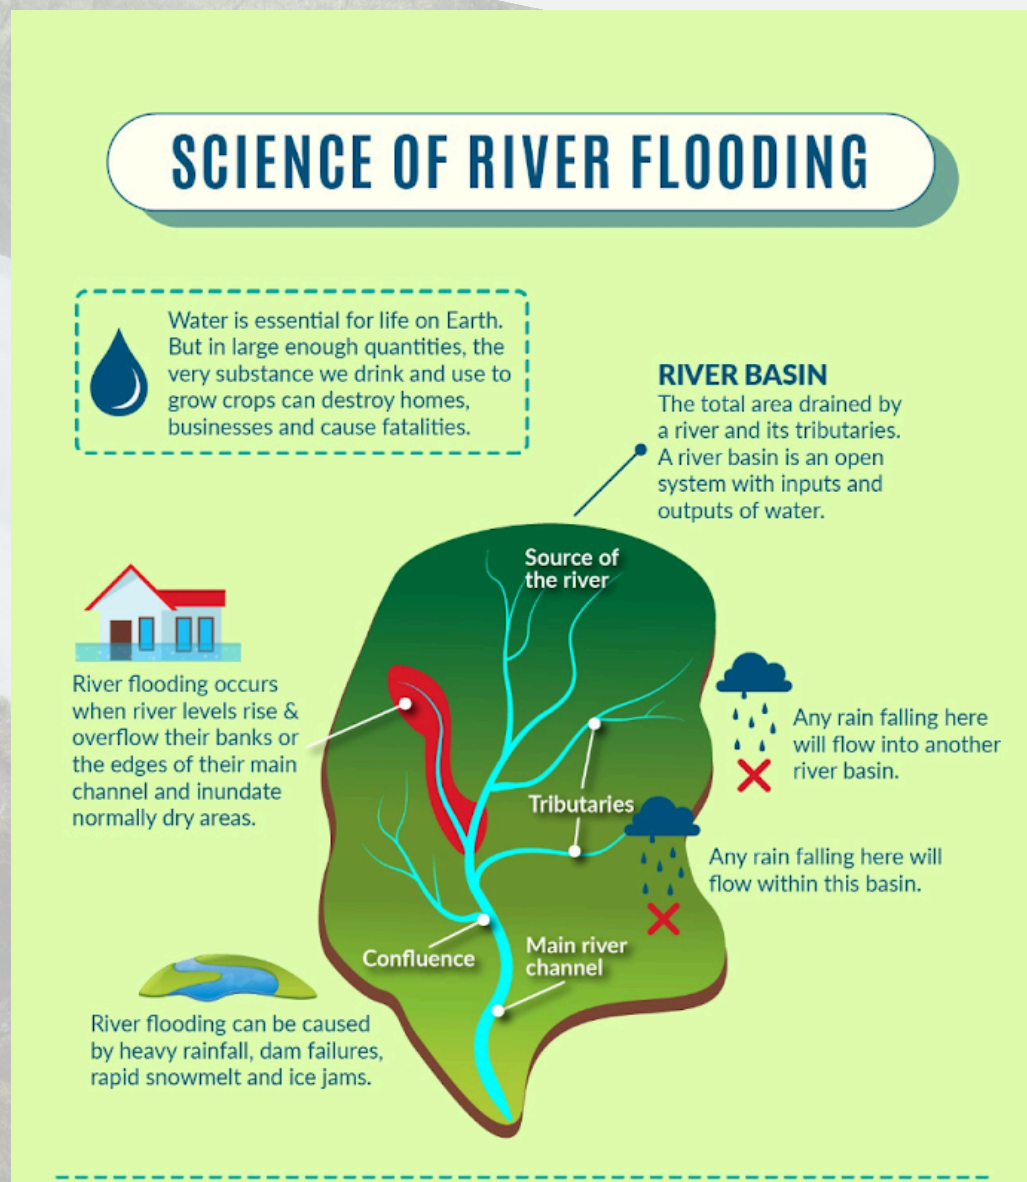 SCIENCE OF RIVER FLOODING
Water is essential for life on Earth.
But in large enough quantities, the
very substance we drink and use to
grow crops can destroy homes,
businesses and cause fatalities.
RIVER BASIN
The total area drained by
a river and its tributaries.
A river basin is an open
system with inputs and
outputs of water.
Source of
the river
River flooding occurs
when river levels rise &
overflow their banks or
the edges of their main
channel and inundate
normally dry areas.
Any rain falling here
will flow into another
river basin.
Tributaries
Any rain falling here will
flow within this basin.
Confluence
Main river
channel
River flooding can be caused
by heavy rainfall, dam failures,
rapid snowmelt and ice jams.